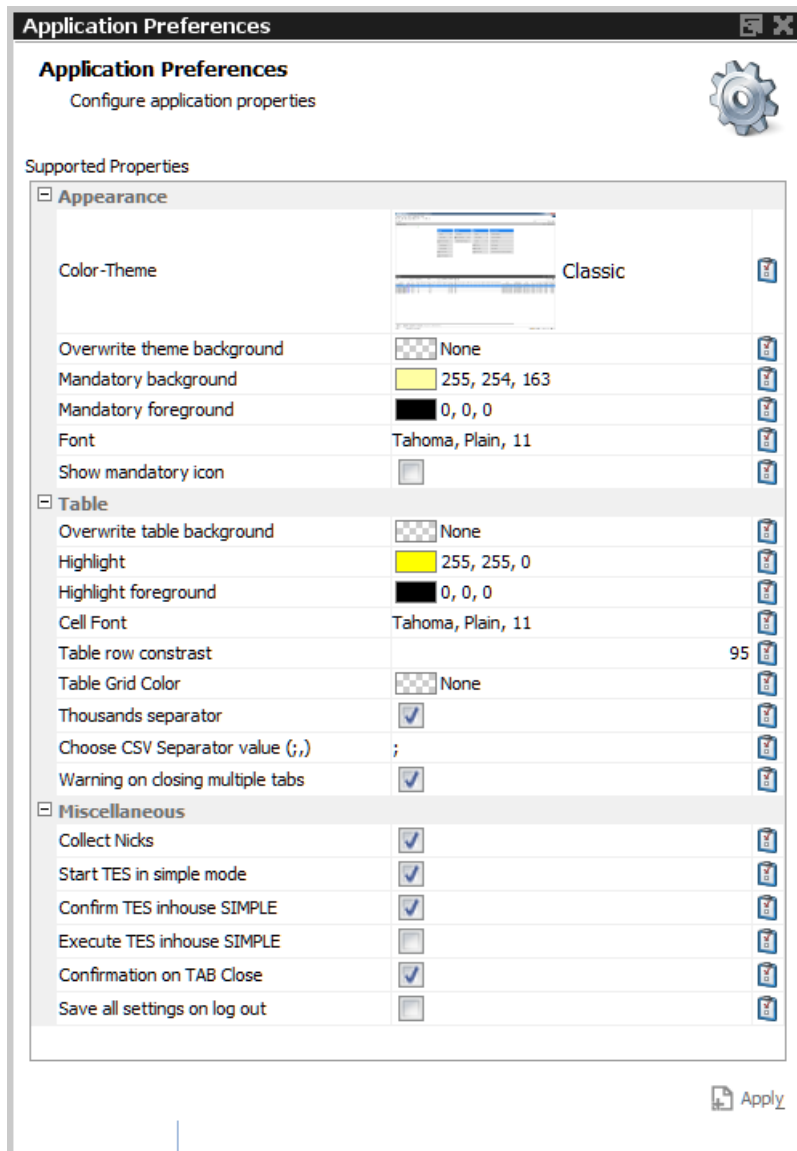 Application Preferences
Application Preferences
Configure application properties
Supported Properties
Appearance
Color-Theme Classic
Overwrite theme background None
Mandatory background 255, 254, 163
Mandatory foreground 0, 0, 0
Font Tahoma, Plain, 11
Show mandatory icon
Table
Overwrite table background None
Highlight 255, 255, 0
Highlight foreground 0, 0, 0
Cell Font Tahoma, Plain, 11
Table row constrast 95
Table Grid Color None
Thousands separator
Choose CSV Separator value (;,) ;
Warning on closing multiple tabs
Miscellaneous
Collect Nicks
Start TES in simple mode
Confirm TES inhouse SIMPLE
Execute TES inhouse SIMPLE
Confirmation on TAB Close
Save all settings on log out
Apply